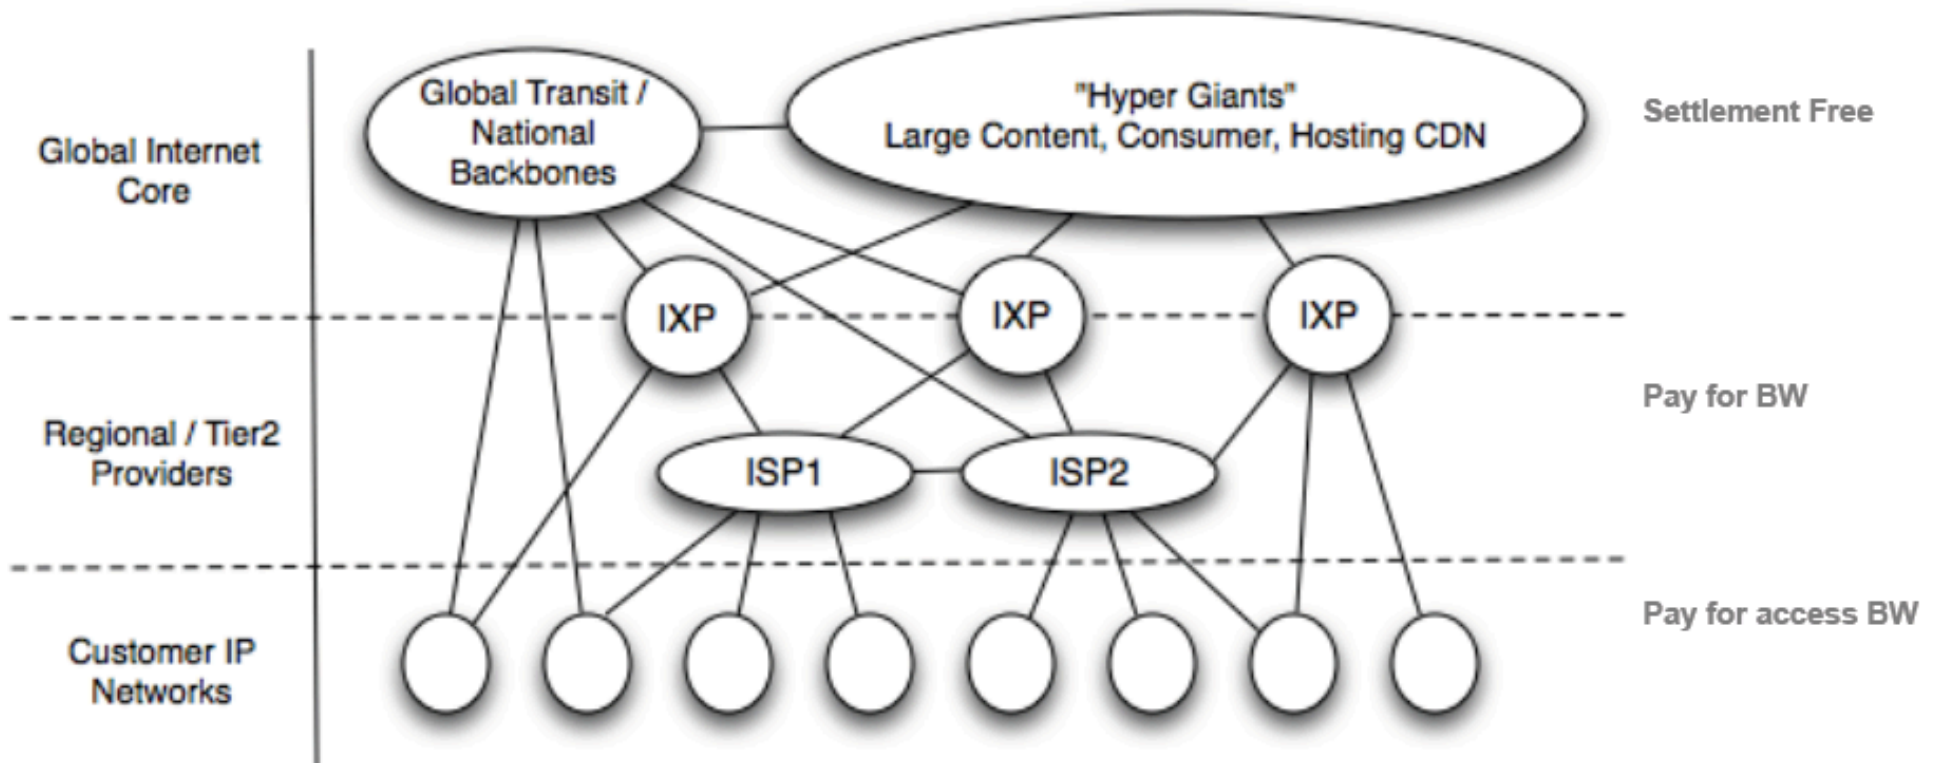 Global Internet
Core
Global Transit /
National
Backbones
"Hyper Giants"
Large Content, Consumer, Hosting CDN
Settlement Free
IXP
IXP
IXP
Regional / Tier2
Providers
ISP1
ISP2
Pay for BW
Customer IP
Networks
Pay for access BW